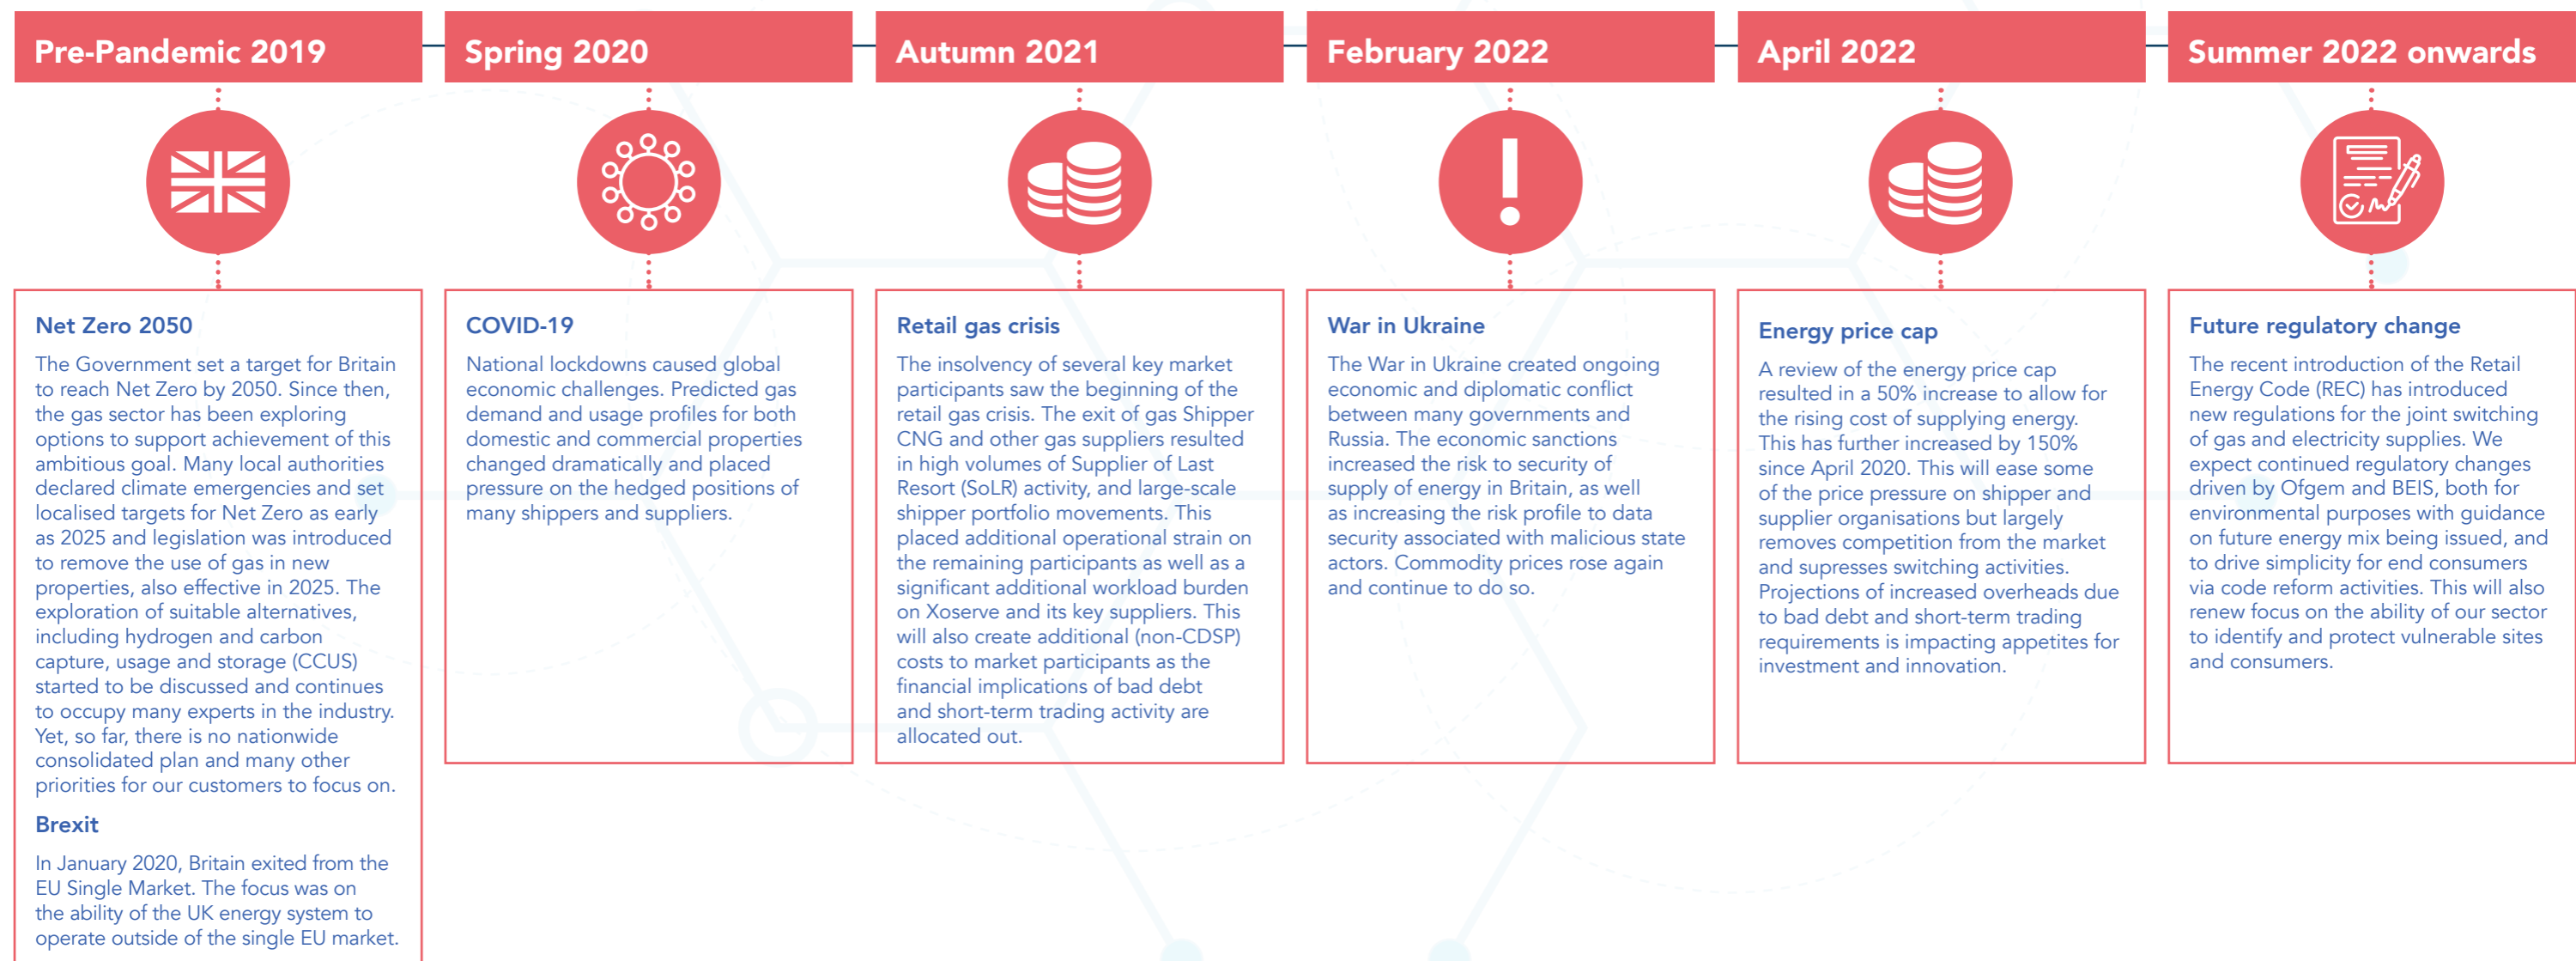 Pre-Pandemic 2019
Net Zero 2050
The Government set a target for Britain
to reach Net Zero by 2050. Since then,
the gas sector has been exploring
options to support achievement of this
ambitious goal. Many local authorities
declared climate emergencies and set
localised targets for Net Zero as early
as 2025 and legislation was introduced
to remove the use of gas in new
properties, also effective in 2025. The
exploration of suitable alternatives,
including hydrogen and carbon
capture, usage and storage (CCUS)
started to be discussed and continues
to occupy many experts in the industry.
Yet, so far, there is no nationwide
consolidated plan and many other
priorities for our customers to focus on.
Brexit
In January 2020, Britain exited from the
EU Single Market. The focus was on
the ability of the UK energy system to
operate outside of the single EU market.
Spring 2020
COVID-19
National lockdowns caused global
economic challenges. Predicted gas
demand and usage profiles for both
domestic and commercial properties
changed dramatically and placed
pressure on the hedged positions of
many shippers and suppliers.
Autumn 2021
Retail gas crisis
The insolvency of several key market
participants saw the beginning of the
retail gas crisis. The exit of gas Shipper
CNG and other gas suppliers resulted
in high volumes of Supplier of Last
Resort (SoLR) activity, and large-scale
shipper portfolio movements. This
placed additional operational strain on
the remaining participants as well as a
significant additional workload burden
on Xoserve and its key suppliers. This
will also create additional (non-CDSP)
costs to market participants as the
financial implications of bad debt
and short-term trading activity are
allocated out.
February 2022
War in Ukraine
The War in Ukraine created ongoing
economic and diplomatic conflict
between many governments and
Russia. The economic sanctions
increased the risk to security of
supply of energy in Britain, as well
as increasing the risk profile to data
security associated with malicious state
actors. Commodity prices rose again
and continue to do so.
April 2022
Energy price cap
A review of the energy price cap
resulted in a 50% increase to allow for
the rising cost of supplying energy.
This has further increased by 150%
since April 2020. This will ease some
of the price pressure on shipper and
supplier organisations but largely
removes competition from the market
and supresses switching activities.
Projections of increased overheads due
to bad debt and short-term trading
requirements is impacting appetites for
investment and innovation.
Summer 2022 onwards
Future regulatory change
The recent introduction of the Retail
Energy Code (REC) has introduced
new regulations for the joint switching
of gas and electricity supplies. We
expect continued regulatory changes
driven by Ofgem and BEIS, both for
environmental purposes with guidance
on future energy mix being issued, and
to drive simplicity for end consumers
via code reform activities. This will also
renew focus on the ability of our sector
to identify and protect vulnerable sites
and consumers.